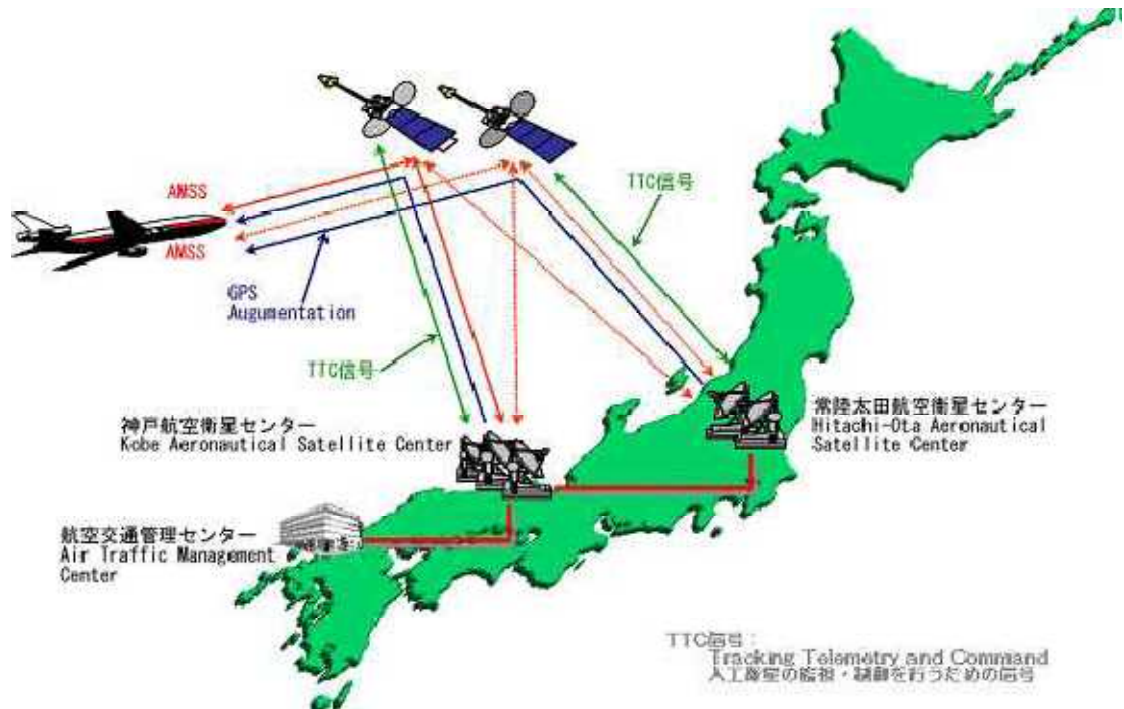 AMSS
AMSS
GPS
Augumentation
TTC信号
TTC信号
神戸航空衛星センター
Kobe Aeronautical Satellite Center
常陸太田航空衛星センター
Hitachi-Ota Aeronautical
Satellite Center
航空交通管理センター
Air Traffic Management
Center
TTC信号:
Tracking Telemetry and Command
人工衛星の監視・制御を行うための信号